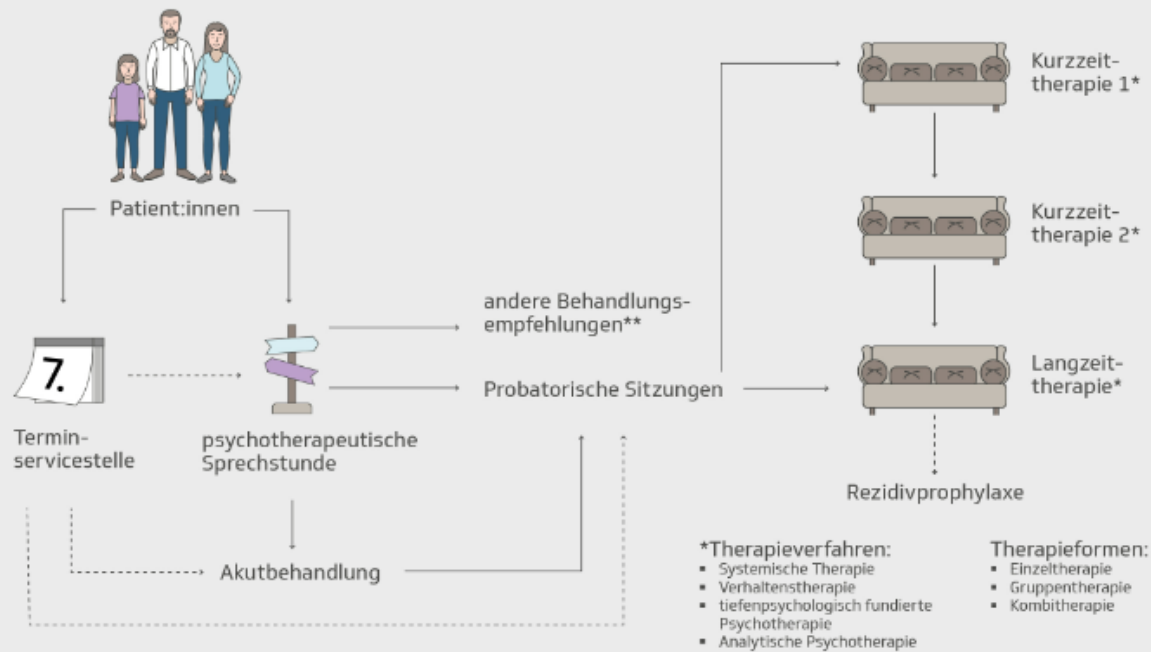 Patient:innen
7.
Termin-
servicestelle
psychotherapeutische
Sprechstunde
andere Behandlungs-
empfehlungen**
Probatorische Sitzungen
Akutbehandlung
Kurzzeit-
therapie 1*
Kurzzeit-
therapie 2*
Langzeit-
therapie*
Rezidivprophylaxe
*Therapieverfahren:
▪ Systemische Therapie
▪ Verhaltenstherapie
▪ tiefenpsychologisch fundierte
Psychotherapie
▪ Analytische Psychotherapie
Therapieformen:
▪ Einzeltherapie
▪ Gruppentherapie
▪ Kombitherapie